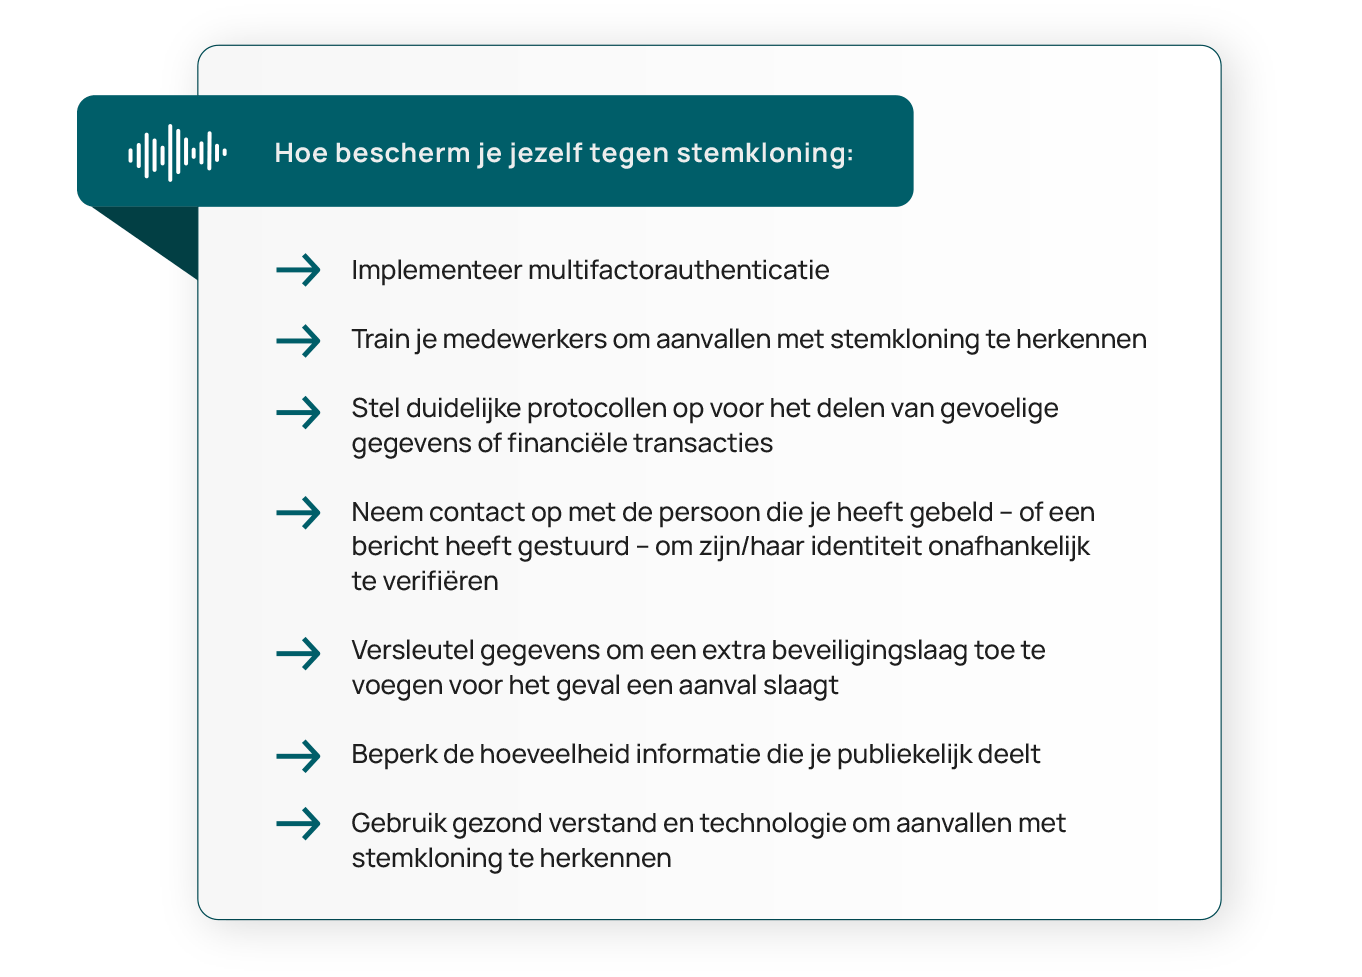 Hoe bescherm je jezelf tegen stemkloning:
Implementeer multifactorauthenticatie
Train je medewerkers om aanvallen met stemkloning te herkennen
Stel duidelijke protocollen op voor het delen van gevoelige
gegevens of financiële transacties
Neem contact op met de persoon die je heeft gebeld – of een
bericht heeft gestuurd – om zijn/haar identiteit onafhankelijk
te verifiëren
Versleutel gegevens om een extra beveiligingslaag toe te
voegen voor het geval een aanval slaagt
Beperk de hoeveelheid informatie die je publiekelijk deelt
Gebruik gezond verstand en technologie om aanvallen met
stemkloning te herkennen